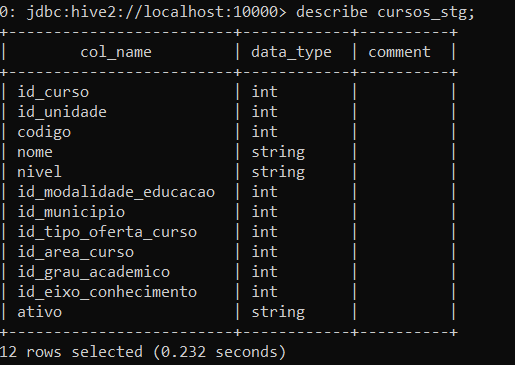 0: jdbc:hive2://localhost:10000> describe cursos_stg;
+------------------------+------------+----------+
|        col_name        | data_type  | comment  |
+------------------------+------------+----------+
| id_curso               | int        |          |
| id_unidade             | int        |          |
| codigo                 | int        |          |
| nome                   | string     |          |
| nivel                  | string     |          |
| id_modalidade_educacao | int        |          |
| id_municipio           | int        |          |
| id_tipo_oferta_curso   | int        |          |
| id_area_curso          | int        |          |
| id_grau_academico      | int        |          |
| id_eixo_conhecimento   | int        |          |
| ativo                  | string     |          |
+------------------------+------------+----------+
12 rows selected (0.232 seconds)